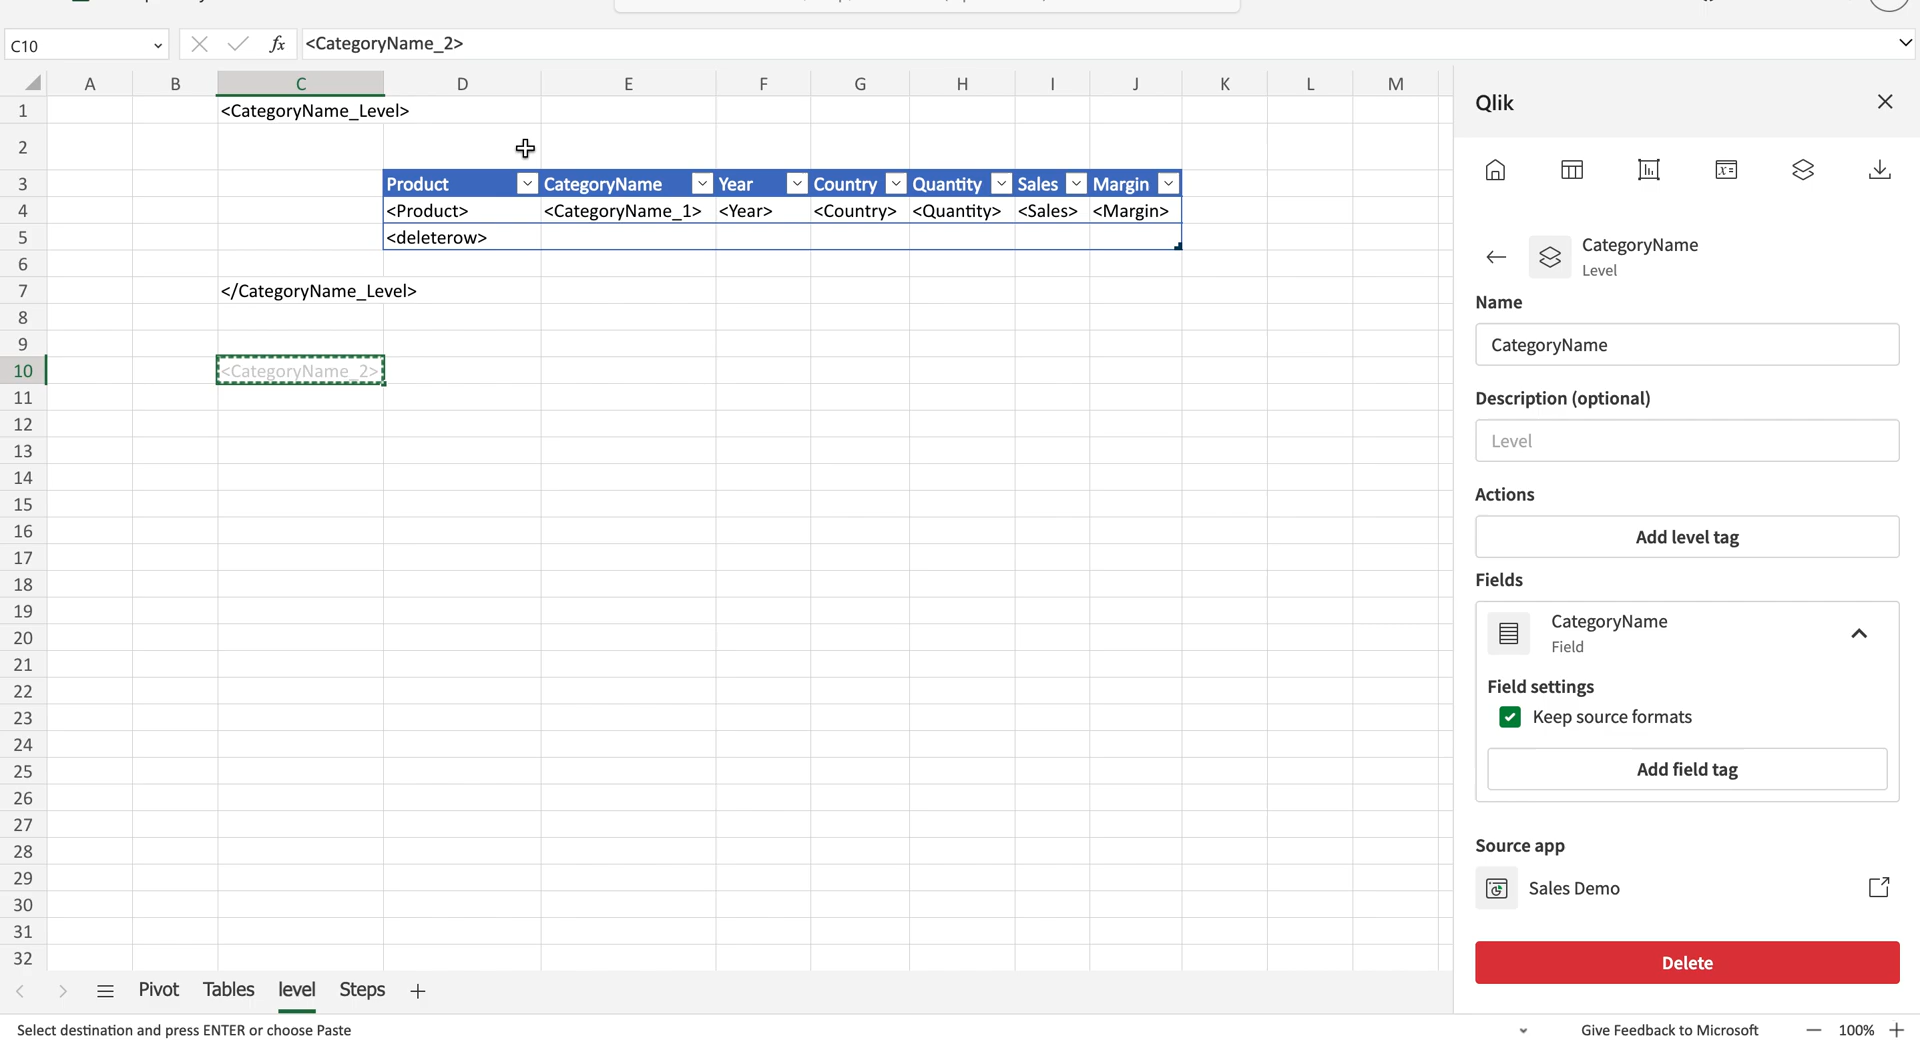 C10
fx
<CategoryName_2>
A B C D E F G H I J K L M
1 <CategoryName_Level>
2
3 Product CategoryName Year Country Quantity Sales Margin
4 <Product> <CategoryName_1> <Year> <Country> <Quantity> <Sales> <Margin>
5 <deleterow>
6
7 </CategoryName_Level>
8
9
10 <CategoryName_2>
11
12
13
14
15
16
17
18
19
20
21
22
23
24
25
26
27
28
29
30
31
32
Pivot Tables level Steps
Select destination and press ENTER or choose Paste
Give Feedback to Microsoft
100%
Qlik
CategoryName
Level
Name
CategoryName
Description (optional)
Level
Actions
Add level tag
Fields
CategoryName
Field
Field settings
Keep source formats
Add field tag
Source app
Sales Demo
Delete